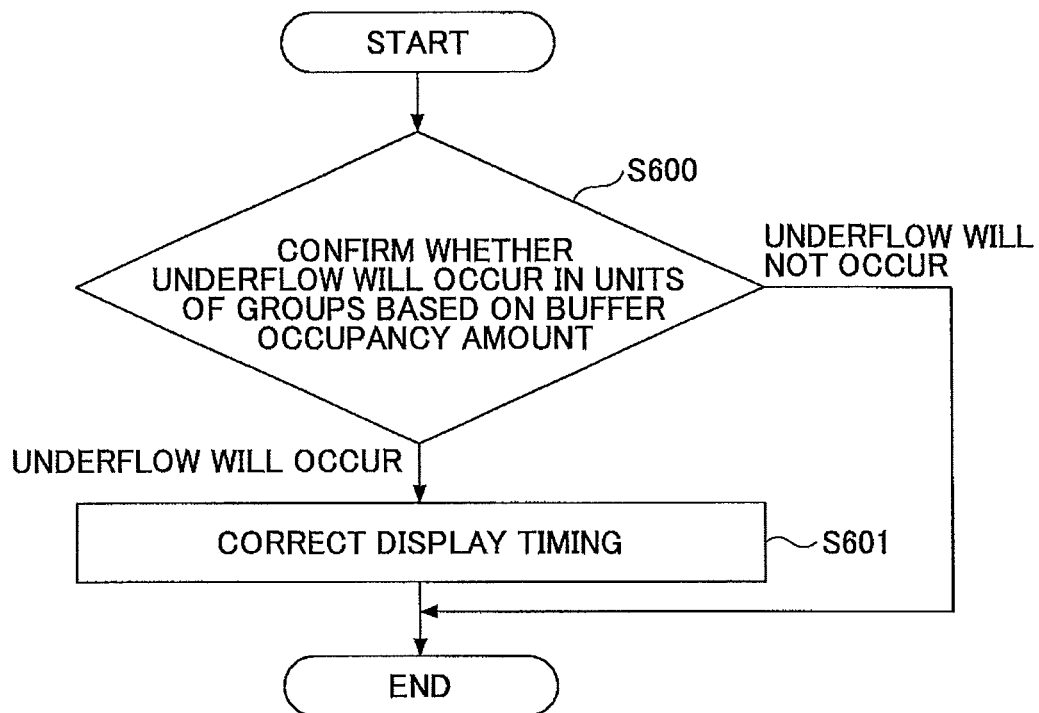 START
S600
CONFIRM WHETHER
UNDERFLOW WILL OCCUR IN UNITS
OF GROUPS BASED ON BUFFER
OCCUPANCY AMOUNT
UNDERFLOW WILL
NOT OCCUR
UNDERFLOW WILL OCCUR
CORRECT DISPLAY TIMING
S601
END